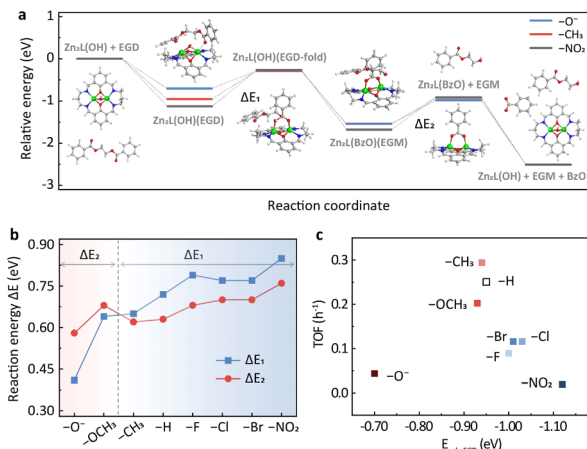 a
−O⁻
−CH₃
−NO₂
Relative energy (eV)
1
0
-1
-2
-3
Zn₂L(OH) + EGD
Zn₂L(OH)(EGD-fold)
Zn₂L(OH)(EGD)
ΔE₁
Zn₂L(BzO)(EGM)
Zn₂L(BzO) + EGM
ΔE₂
Zn₂L(OH) + EGM + BzO
Reaction coordinate
b
Reaction energy ΔE (eV)
0.90
0.75
0.60
0.45
0.30
ΔE₂
ΔE₁
ΔE₁
ΔE₂
−O⁻
−OCH₃
−CH₃
−H
−F
−Cl
−Br
−NO₂
c
TOF (h⁻¹)
0.3
0.2
0.1
0.0
−CH₃
−H
−OCH₃
−Br
−Cl
−F
−O⁻
−NO₂
-0.70
-0.80
-0.90
-1.00
-1.10
(eV)